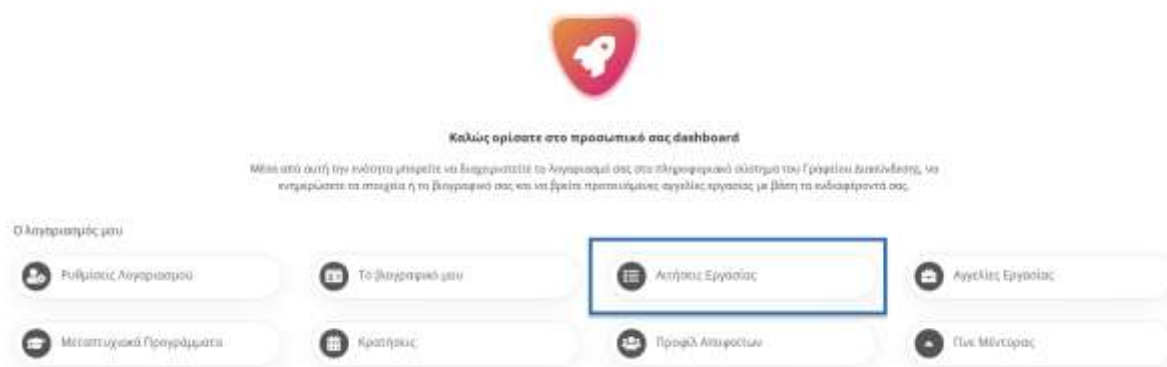 Καλώς ορίσατε στο προσωπικό σας dashboard
Μέσα από αυτή την ενότητα μπορείτε να διαχειριστείτε το λογαριασμό σας στο πληροφοριακό σύστημα του Γραφείου Διασύνδεσης, να
ενημερώσετε τα στοιχεία ή το βιογραφικό σας και να βρείτε προτεινόμενες αγγελίες εργασίας με βάση τα ενδιαφέροντά σας.
Ο λογαριασμός μου
Ρυθμίσεις Λογαριασμού
Το βιογραφικό μου
Αιτήσεις Εργασίας
Αγγελίες Εργασίας
Μεταπτυχιακά Προγράμματα
Κρατήσεις
Προφίλ Αποφοίτων
Γίνε Μέντορας